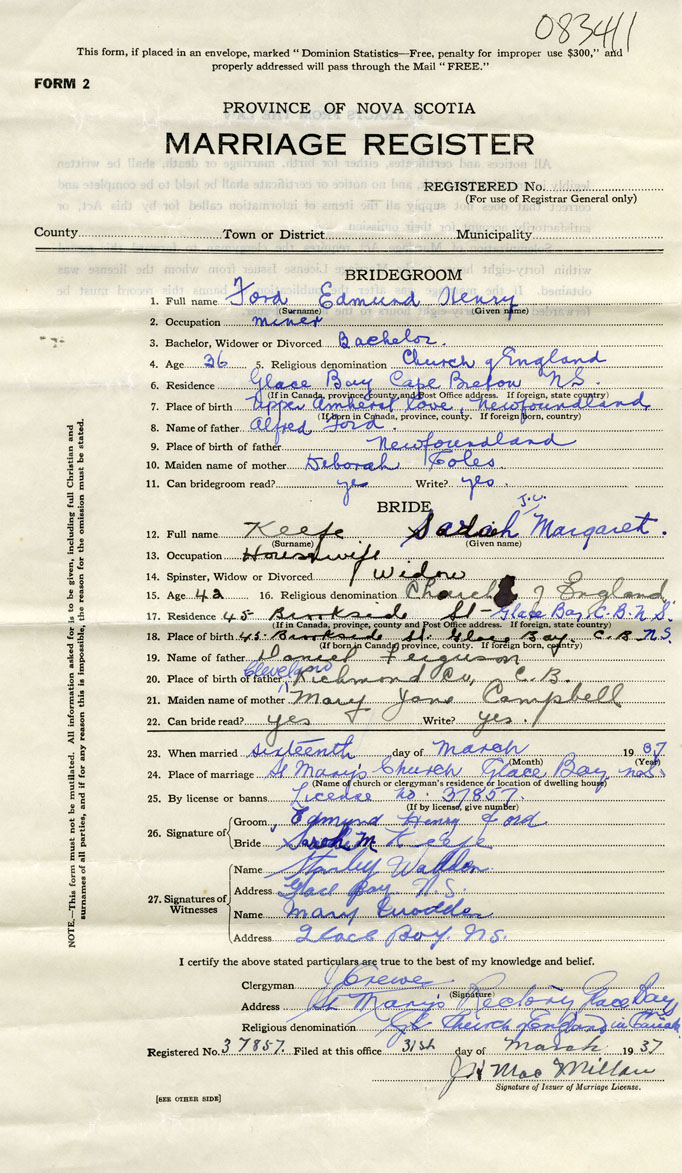 083411
This form, if placed in an envelope, marked "Dominion Statistics—Free, penalty for improper use $300," and
properly addressed will pass through the Mail "FREE."
FORM 2
PROVINCE OF NOVA SCOTIA
MARRIAGE REGISTER
REGISTERED No.
(For use of Registrar General only)
County Town or District Municipality
BRIDEGROOM
1. Full name Ford Edmund Henry
(Surname) (Given name)
2. Occupation miner
3. Bachelor, Widower or Divorced Bachelor.
4. Age 36 5. Religious denomination Church of England
6. Residence Glace Bay Cape Breton N.S.
(If in Canada, province, county and Post Office address. If foreign, state country)
7. Place of birth Upper Amherst Cove, Newfoundland
(If born in Canada, province, county. If foreign born, country)
8. Name of father Alfred Ford.
9. Place of birth of father Newfoundland
10. Maiden name of mother Deborah Coles
11. Can bridegroom read? yes Write? yes.
BRIDE
J.C.
12. Full name Keefe Sarah Margaret.
(Surname) (Given name)
13. Occupation Housewife
14. Spinster, Widow or Divorced Widow
15. Age 42 16. Religious denomination Church of England
17. Residence 45- Brookside St- Glace Bay, C.B. N.S.
(If in Canada, province, county and Post Office address. If foreign, state country)
18. Place of birth 45- Brookside St. Glace Bay, C.B N.S.
(If born in Canada, province, county. If foreign born, country)
19. Name of father Daniel Ferguson
Cleveland
20. Place of birth of father Richmond Co, C.B.
21. Maiden name of mother Mary Jane Campbell
22. Can bride read? yes Write? yes.
23. When married sixteenth day of March 1937
(Month) (Year)
24. Place of marriage St Mary's Church Glace Bay N.S.
(Name of church or clergyman's residence or location of dwelling house)
25. By license or banns License no. 37857
(If by license, give number)
26. Signature of Groom Edmund Henry Ford
Bride Sarah M Keefe
27. Signatures of Witnesses
Name Stanley
Address Glace Bay N.S.
Name Mary
Address Glace Bay. N.S.
I certify the above stated particulars are true to the best of my knowledge and belief.
Clergyman J Crewe
(Signature)
Address St Mary's Rectory Glace Bay
Religious denomination Church of England in Canada
Registered No. 37857. Filed at this office 31st day of March 1937
J H MacMillan
Signature of Issuer of Marriage License.
[SEE OTHER SIDE]
NOTE.—This form must not be mutilated. All information asked for is to be given, including full Christian and
surnames of all parties, and if for any reason this is impossible, the reason for the omission must be stated.